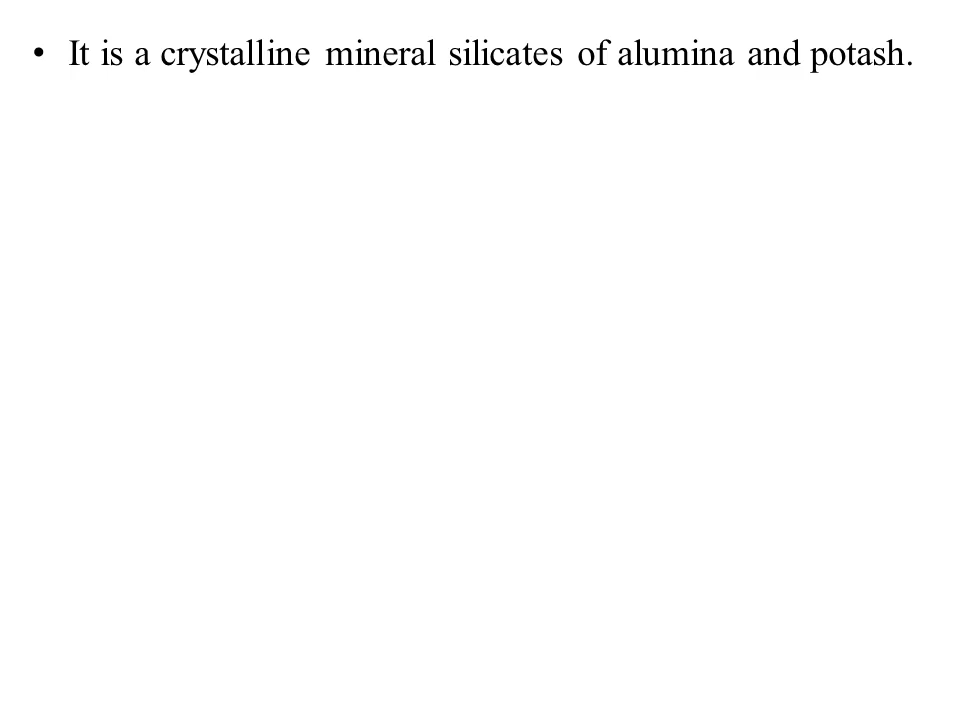 • It is a crystalline mineral silicates of alumina and potash.